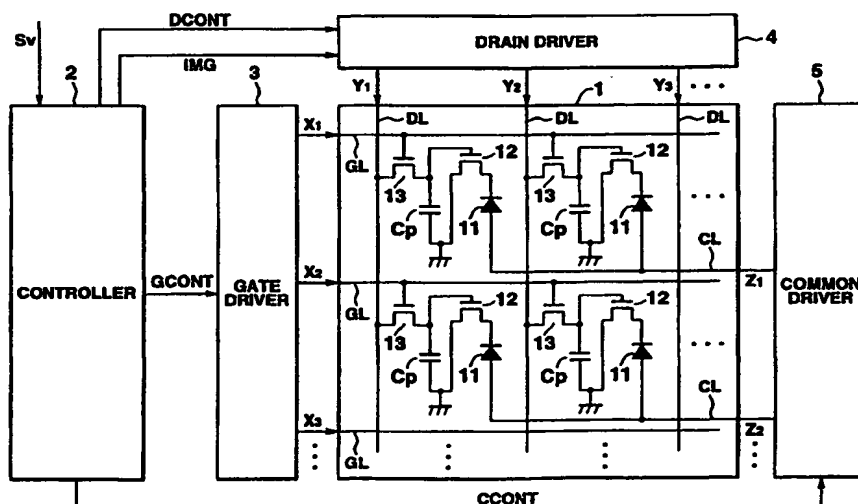 DCONT
Sv
DRAIN DRIVER
4
IMG
2
3
Y1
Y2
1
Y3
...
5
DL
DL
DL
X1
GL
12
12
13
13
Cp
11
Cp
11
...
CL
CONTROLLER
GCONT
GATE DRIVER
X2
Z1
COMMON DRIVER
GL
12
12
13
13
Cp
11
Cp
11
...
CL
X3
Z2
GL
CCONT